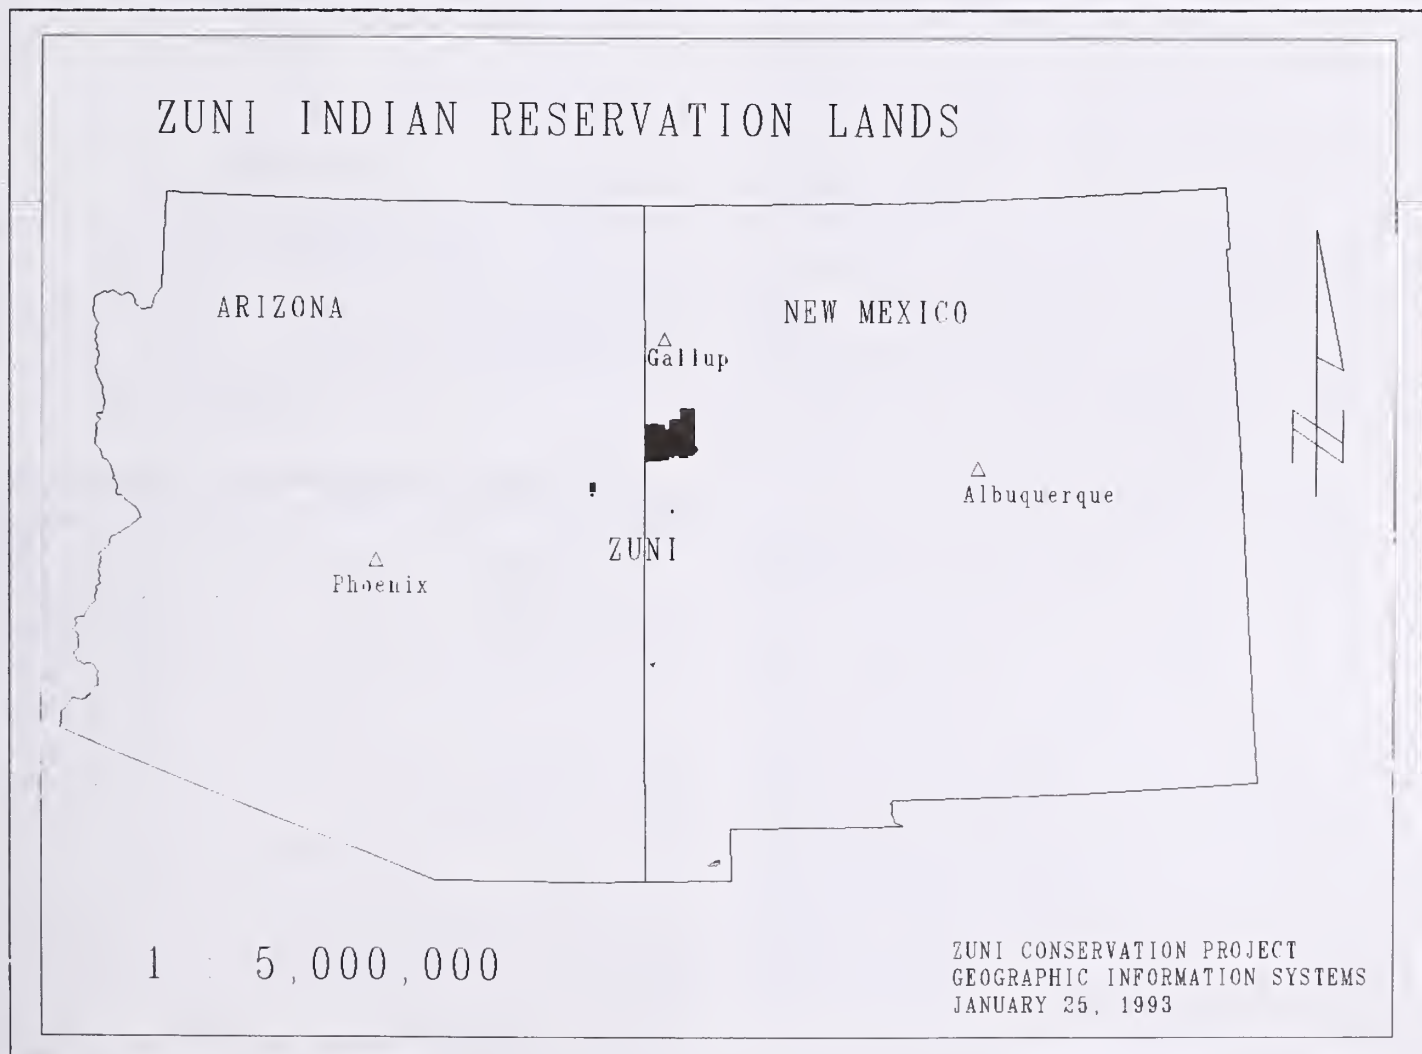 ZUNI INDIAN RESERVATION LANDS
ARIZONA
NEW MEXICO
Gallup
Albuquerque
ZUNI
Phoenix
N
1 : 5,000,000
ZUNI CONSERVATION PROJECT
GEOGRAPHIC INFORMATION SYSTEMS
JANUARY 25, 1993